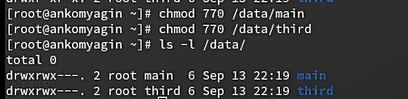 [root@ankomyagin ~]# chmod 770 /data/main
[root@ankomyagin ~]# chmod 770 /data/third
[root@ankomyagin ~]# ls -l /data/
total 0
drwxrwx---. 2 root main  6 Sep 13 22:19 main
drwxrwx---. 2 root third 6 Sep 13 22:19 third